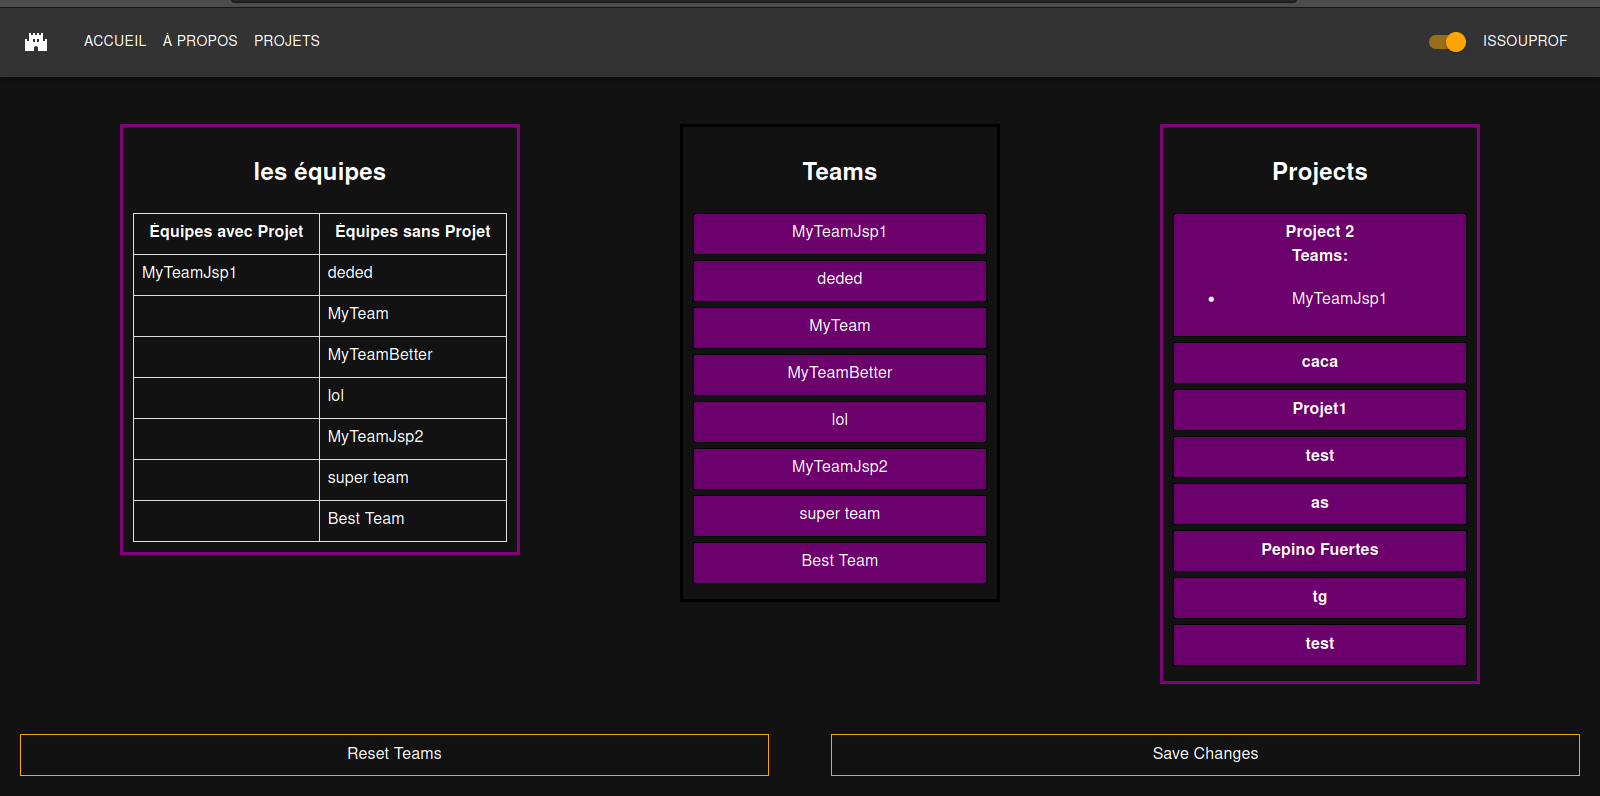 ACCUEIL À PROPOS PROJETS ISSOUPROF
les équipes
Équipes avec Projet Équipes sans Projet
MyTeamJsp1 deded
MyTeam
MyTeamBetter
lol
MyTeamJsp2
super team
Best Team
Teams
MyTeamJsp1
deded
MyTeam
MyTeamBetter
lol
MyTeamJsp2
super team
Best Team
Projects
Project 2
Teams:
• MyTeamJsp1
caca
Projet1
test
as
Pepino Fuertes
tg
test
Reset Teams Save Changes